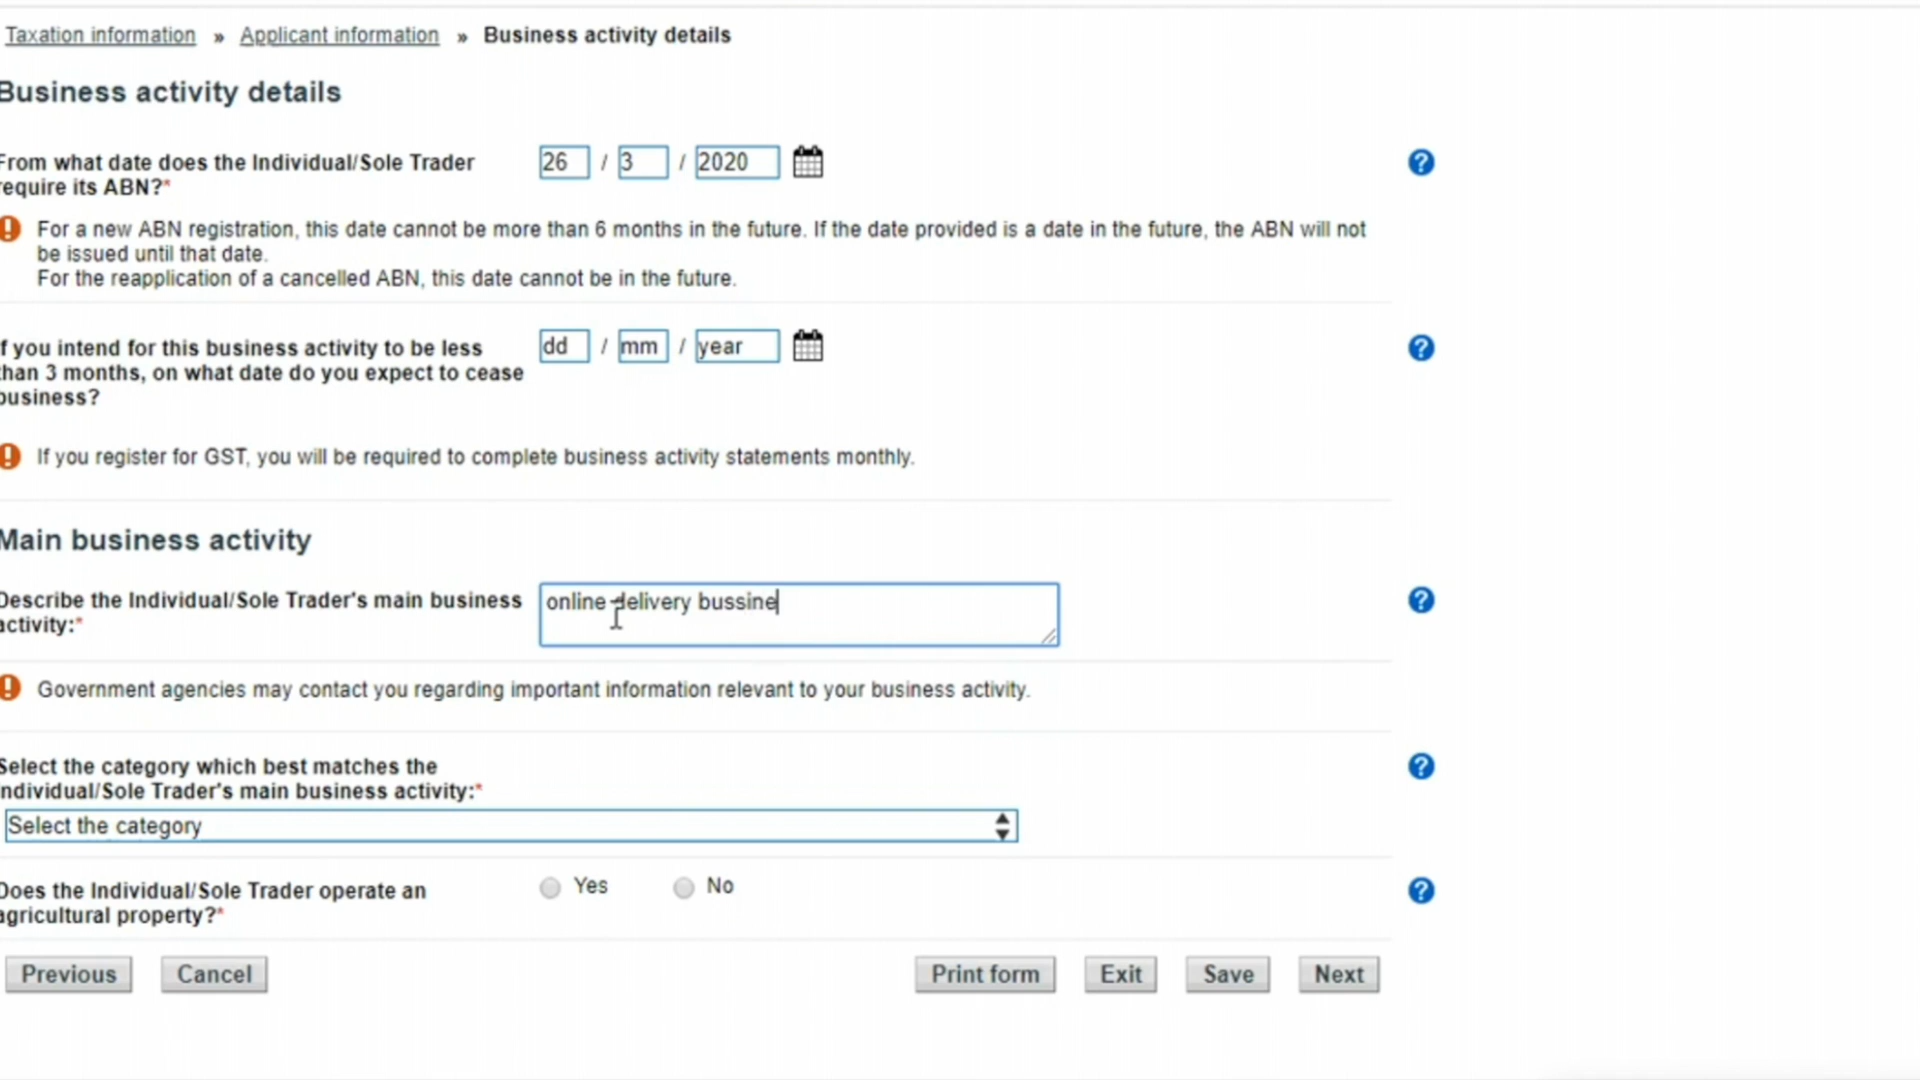 Taxation information » Applicant information » Business activity details
Business activity details
From what date does the Individual/Sole Trader
require its ABN?*
26 / 3 / 2020
For a new ABN registration, this date cannot be more than 6 months in the future. If the date provided is a date in the future, the ABN will not
be issued until that date.
For the reapplication of a cancelled ABN, this date cannot be in the future.
If you intend for this business activity to be less
than 3 months, on what date do you expect to cease
business?
dd / mm / year
If you register for GST, you will be required to complete business activity statements monthly.
Main business activity
Describe the Individual/Sole Trader's main business
activity:*
online delivery bussine
Government agencies may contact you regarding important information relevant to your business activity.
Select the category which best matches the
Individual/Sole Trader's main business activity:*
Select the category
Does the Individual/Sole Trader operate an
agricultural property?*
Yes No
Previous Cancel Print form Exit Save Next